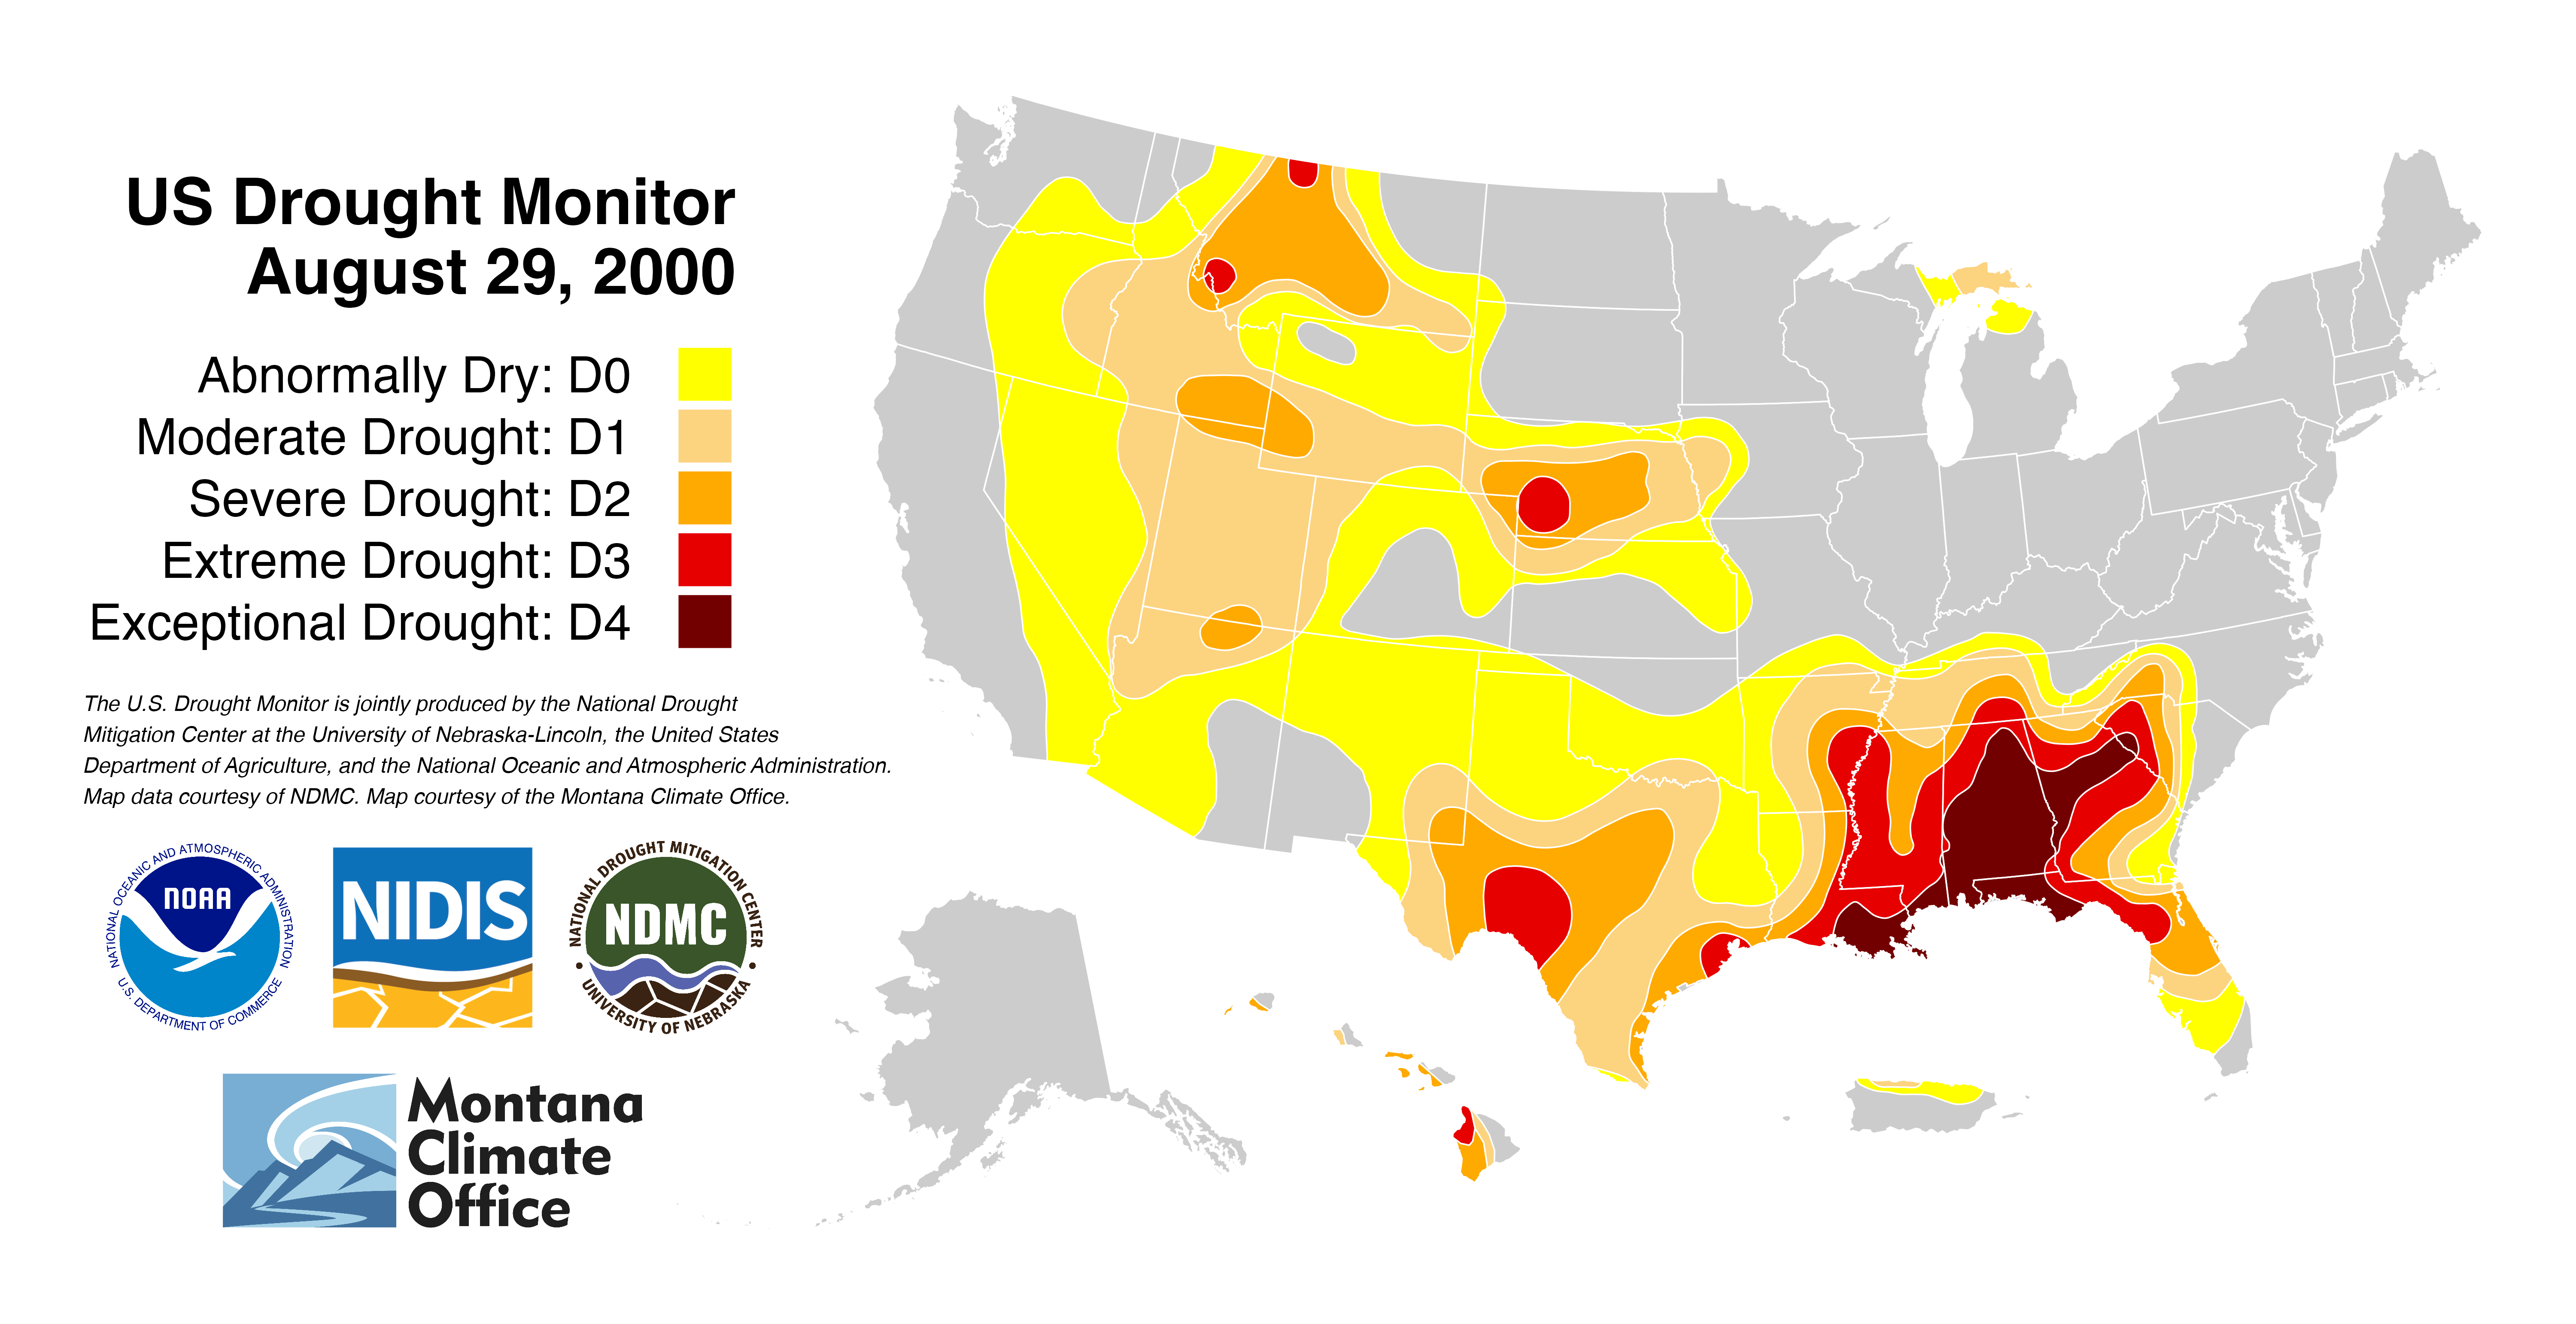 US Drought Monitor
August 29, 2000
Abnormally Dry: D0
Moderate Drought: D1
Severe Drought: D2
Extreme Drought: D3
Exceptional Drought: D4
The U.S. Drought Monitor is jointly produced by the National Drought
Mitigation Center at the University of Nebraska-Lincoln, the United States
Department of Agriculture, and the National Oceanic and Atmospheric Administration.
Map data courtesy of NDMC. Map courtesy of the Montana Climate Office.
NATIONAL OCEANIC AND ATMOSPHERIC ADMINISTRATION
NOAA
U.S. DEPARTMENT OF COMMERCE
NIDIS
NATIONAL DROUGHT MITIGATION CENTER
NDMC
UNIVERSITY OF NEBRASKA
Montana
Climate
Office